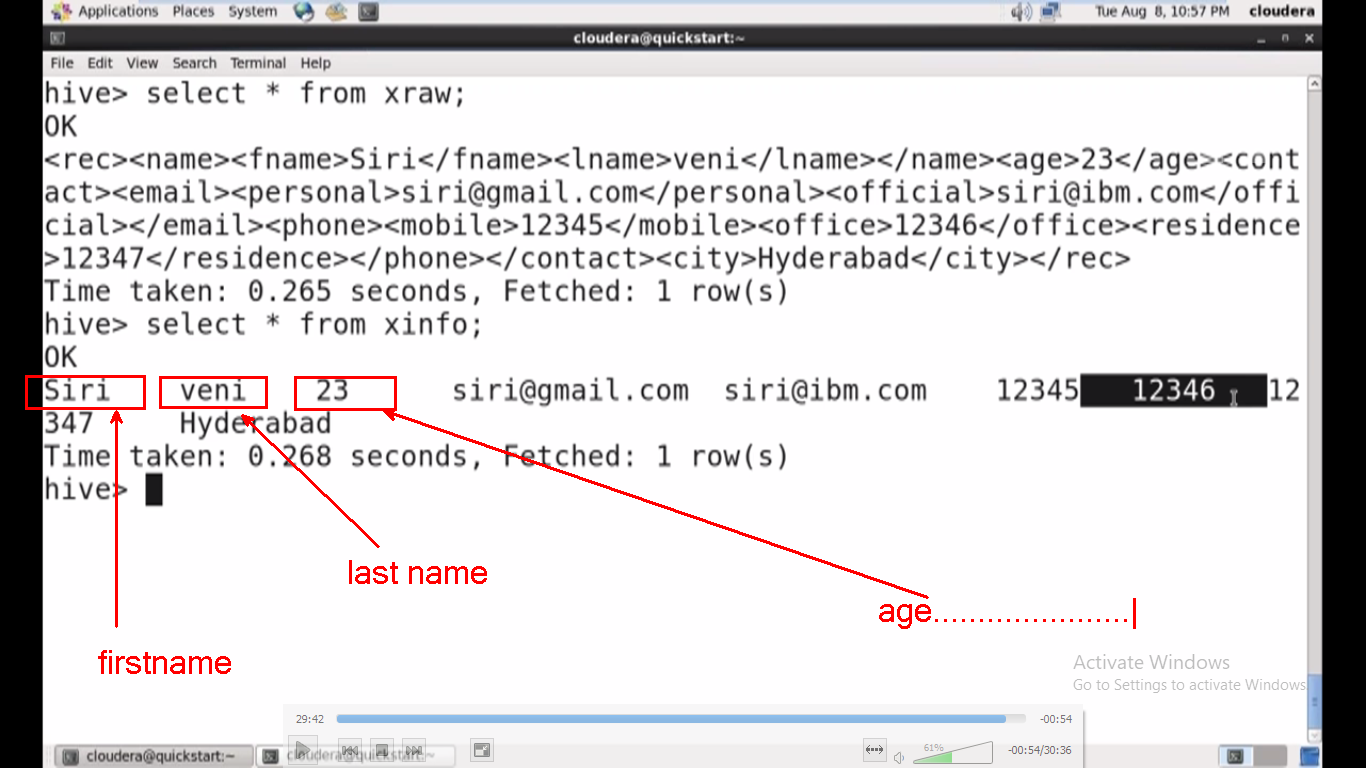 Applications Places System Tue Aug 8, 10:57 PM cloudera
cloudera@quickstart:~
File Edit View Search Terminal Help
hive> select * from xraw;
OK
<rec><name><fname>Siri</fname><lname>veni</lname></name><age>23</age><cont
act><email><personal>siri@gmail.com</personal><official>siri@ibm.com</offi
cial></email><phone><mobile>12345</mobile><office>12346</office><residence
>12347</residence></phone></contact><city>Hyderabad</city></rec>
Time taken: 0.265 seconds, Fetched: 1 row(s)
hive> select * from xinfo;
OK
Siri veni 23 siri@gmail.com siri@ibm.com 12345 12346 12
347 Hyderabad
Time taken: 0.268 seconds, Fetched: 1 row(s)
hive>
last name
age......................
firstname
Activate Windows
Go to Settings to activate Windows.
29:42 -00:54
61% -00:54/30:36
cloudera@quickstart:~ cloudera@quickstart:~